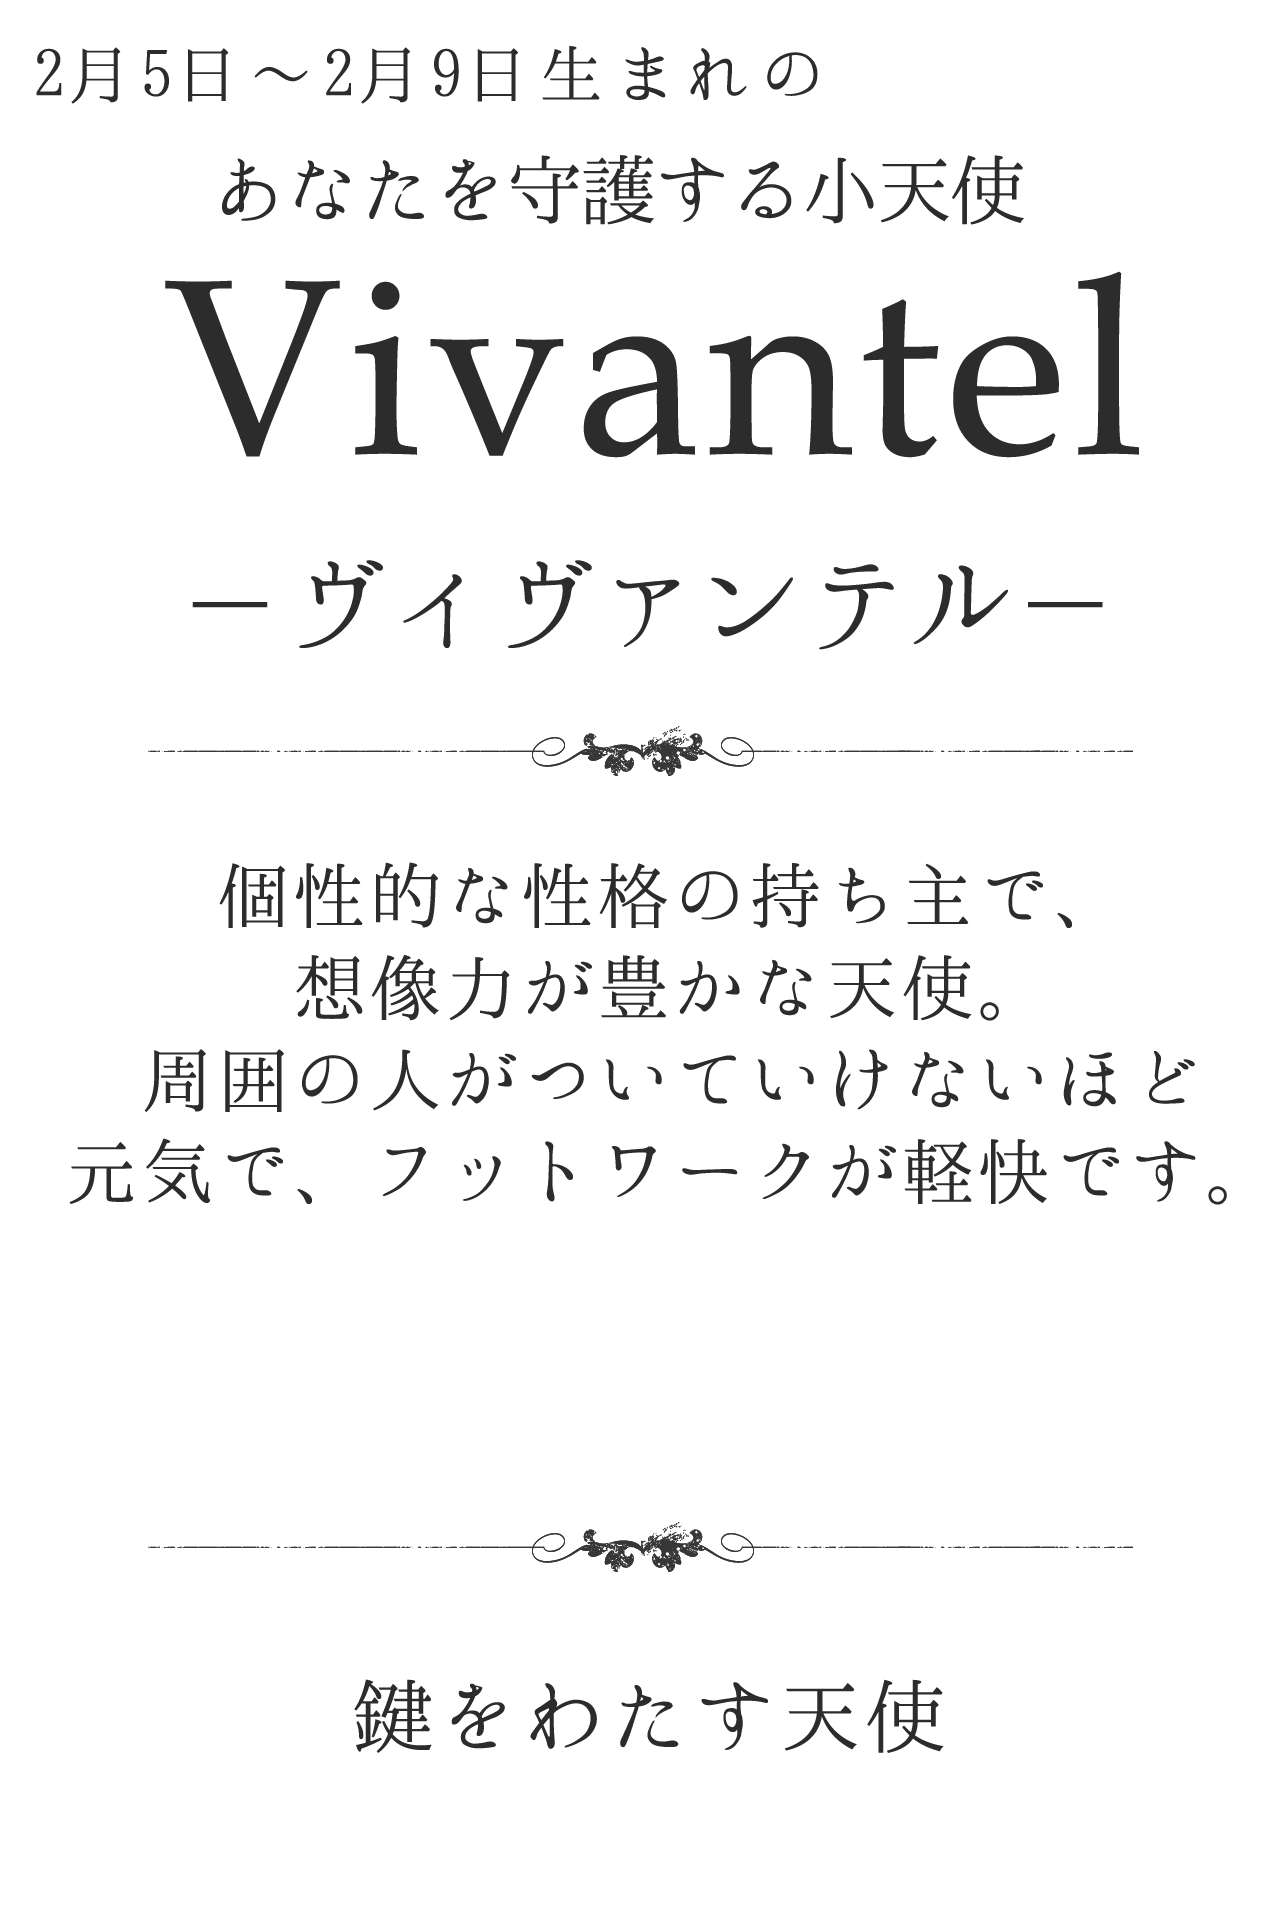 2月5日～2月9日生まれの
あなたを守護する小天使
Vivantel
－ヴィヴァンテル－
個性的な性格の持ち主で、
想像力が豊かな天使。
周囲の人がついていけないほど
元気で、フットワークが軽快です。
鍵をわたす天使